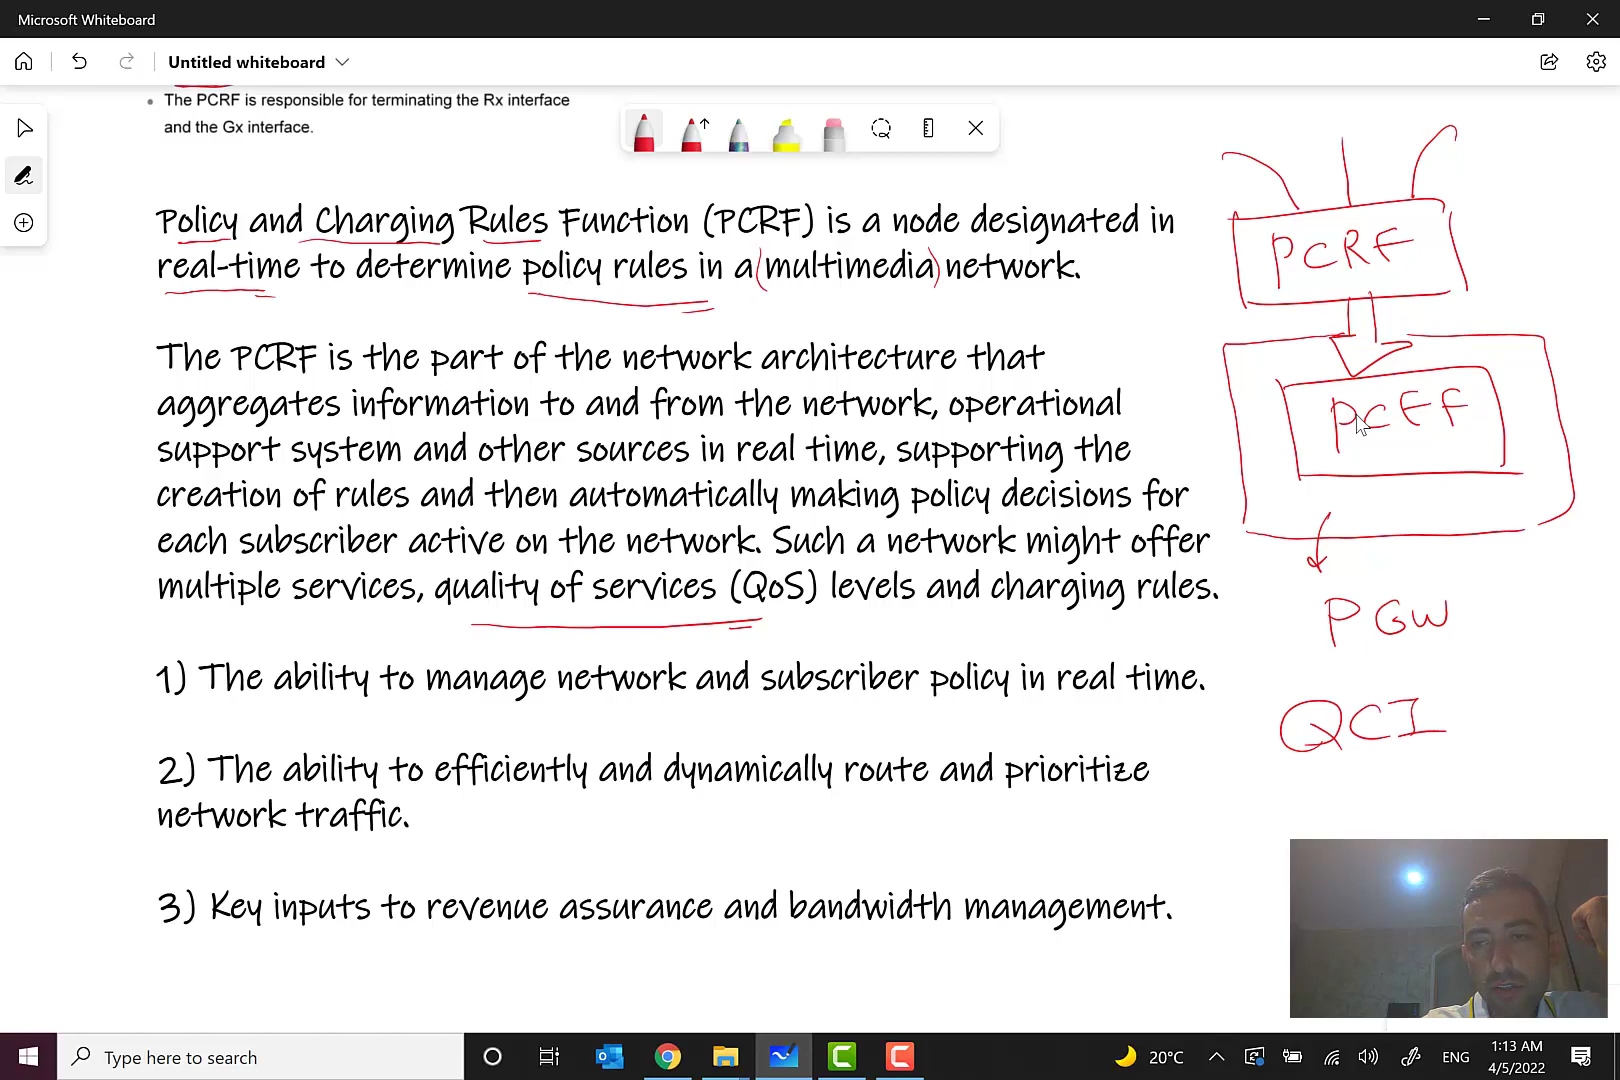 Microsoft Whiteboard
Untitled whiteboard
The PCRF is responsible for terminating the Rx interface
and the Gx interface.
Policy and Charging Rules Function (PCRF) is a node designated in
real-time to determine policy rules in a (multimedia) network.
The PCRF is the part of the network architecture that
aggregates information to and from the network, operational
support system and other sources in real time, supporting the
creation of rules and then automatically making policy decisions for
each subscriber active on the network. Such a network might offer
multiple services, quality of services (QoS) levels and charging rules.
1) The ability to manage network and subscriber policy in real time.
2) The ability to efficiently and dynamically route and prioritize
network traffic.
3) Key inputs to revenue assurance and bandwidth management.
PCRF
PCEF
PGW
QCI
Type here to search
20°C
ENG
1:13 AM
4/5/2022